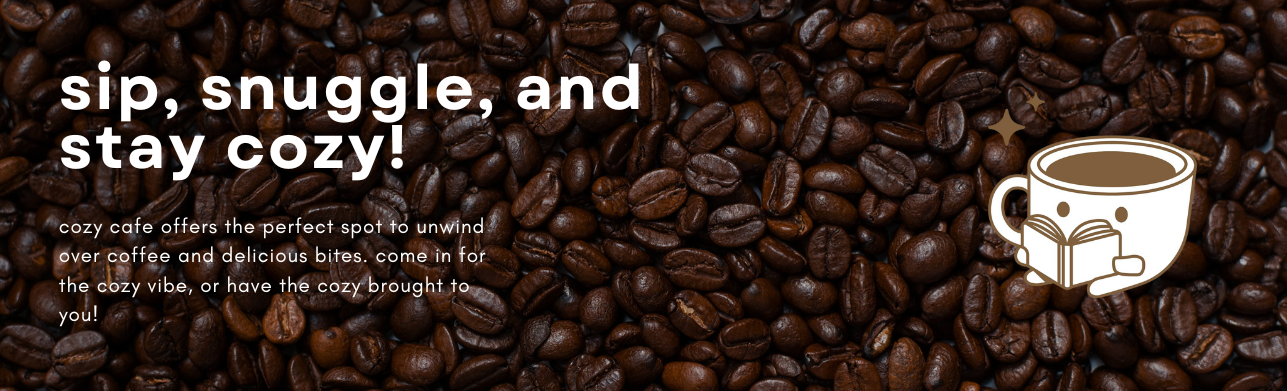 sip, snuggle, and
stay cozy!
cozy cafe offers the perfect spot to unwind
over coffee and delicious bites. come in for
the cozy vibe, or have the cozy brought to
you!